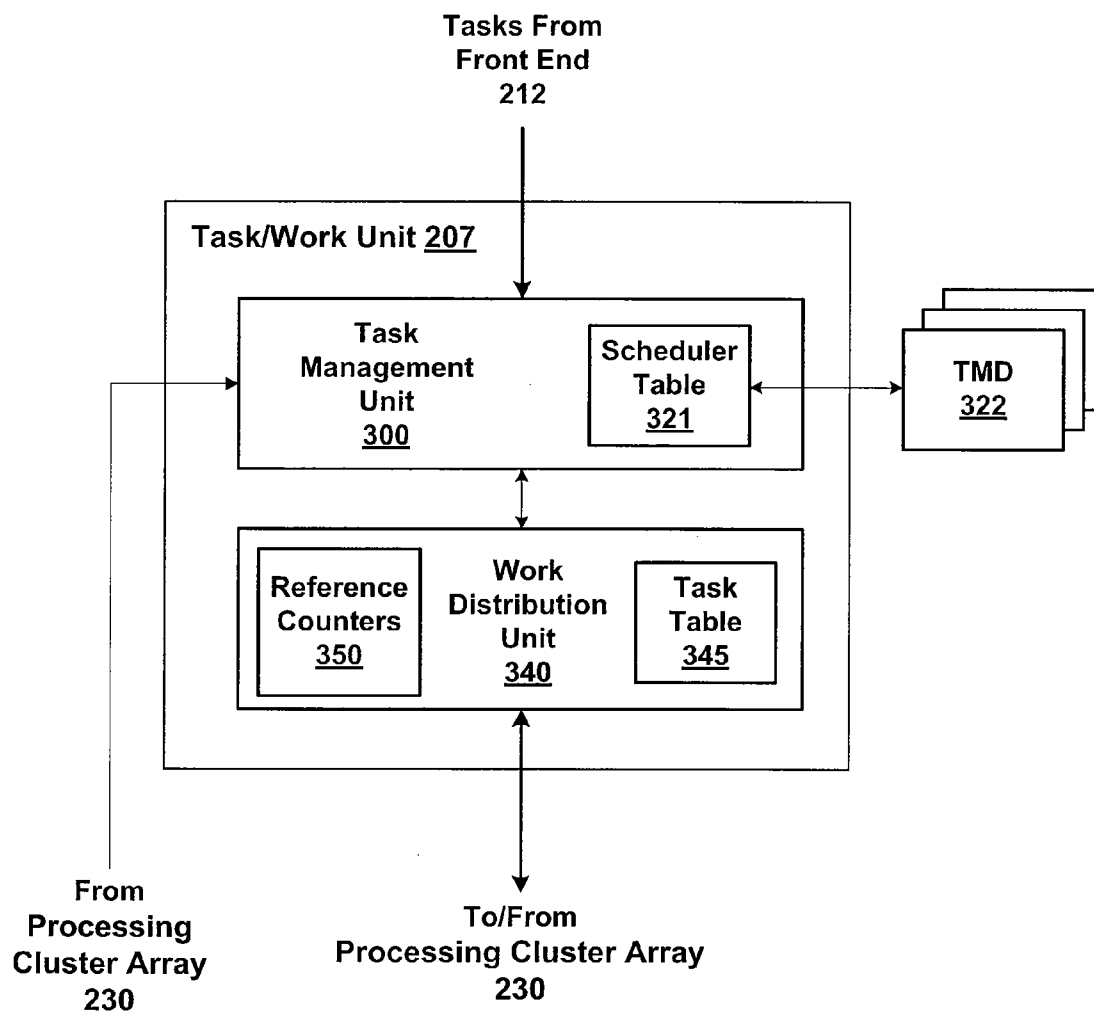 Tasks From
Front End
212
Task/Work Unit 207
Task
Management
Unit
300
Scheduler
Table
321
TMD
322
Reference
Counters
350
Work
Distribution
Unit
340
Task
Table
345
From
Processing
Cluster Array
230
To/From
Processing Cluster Array
230